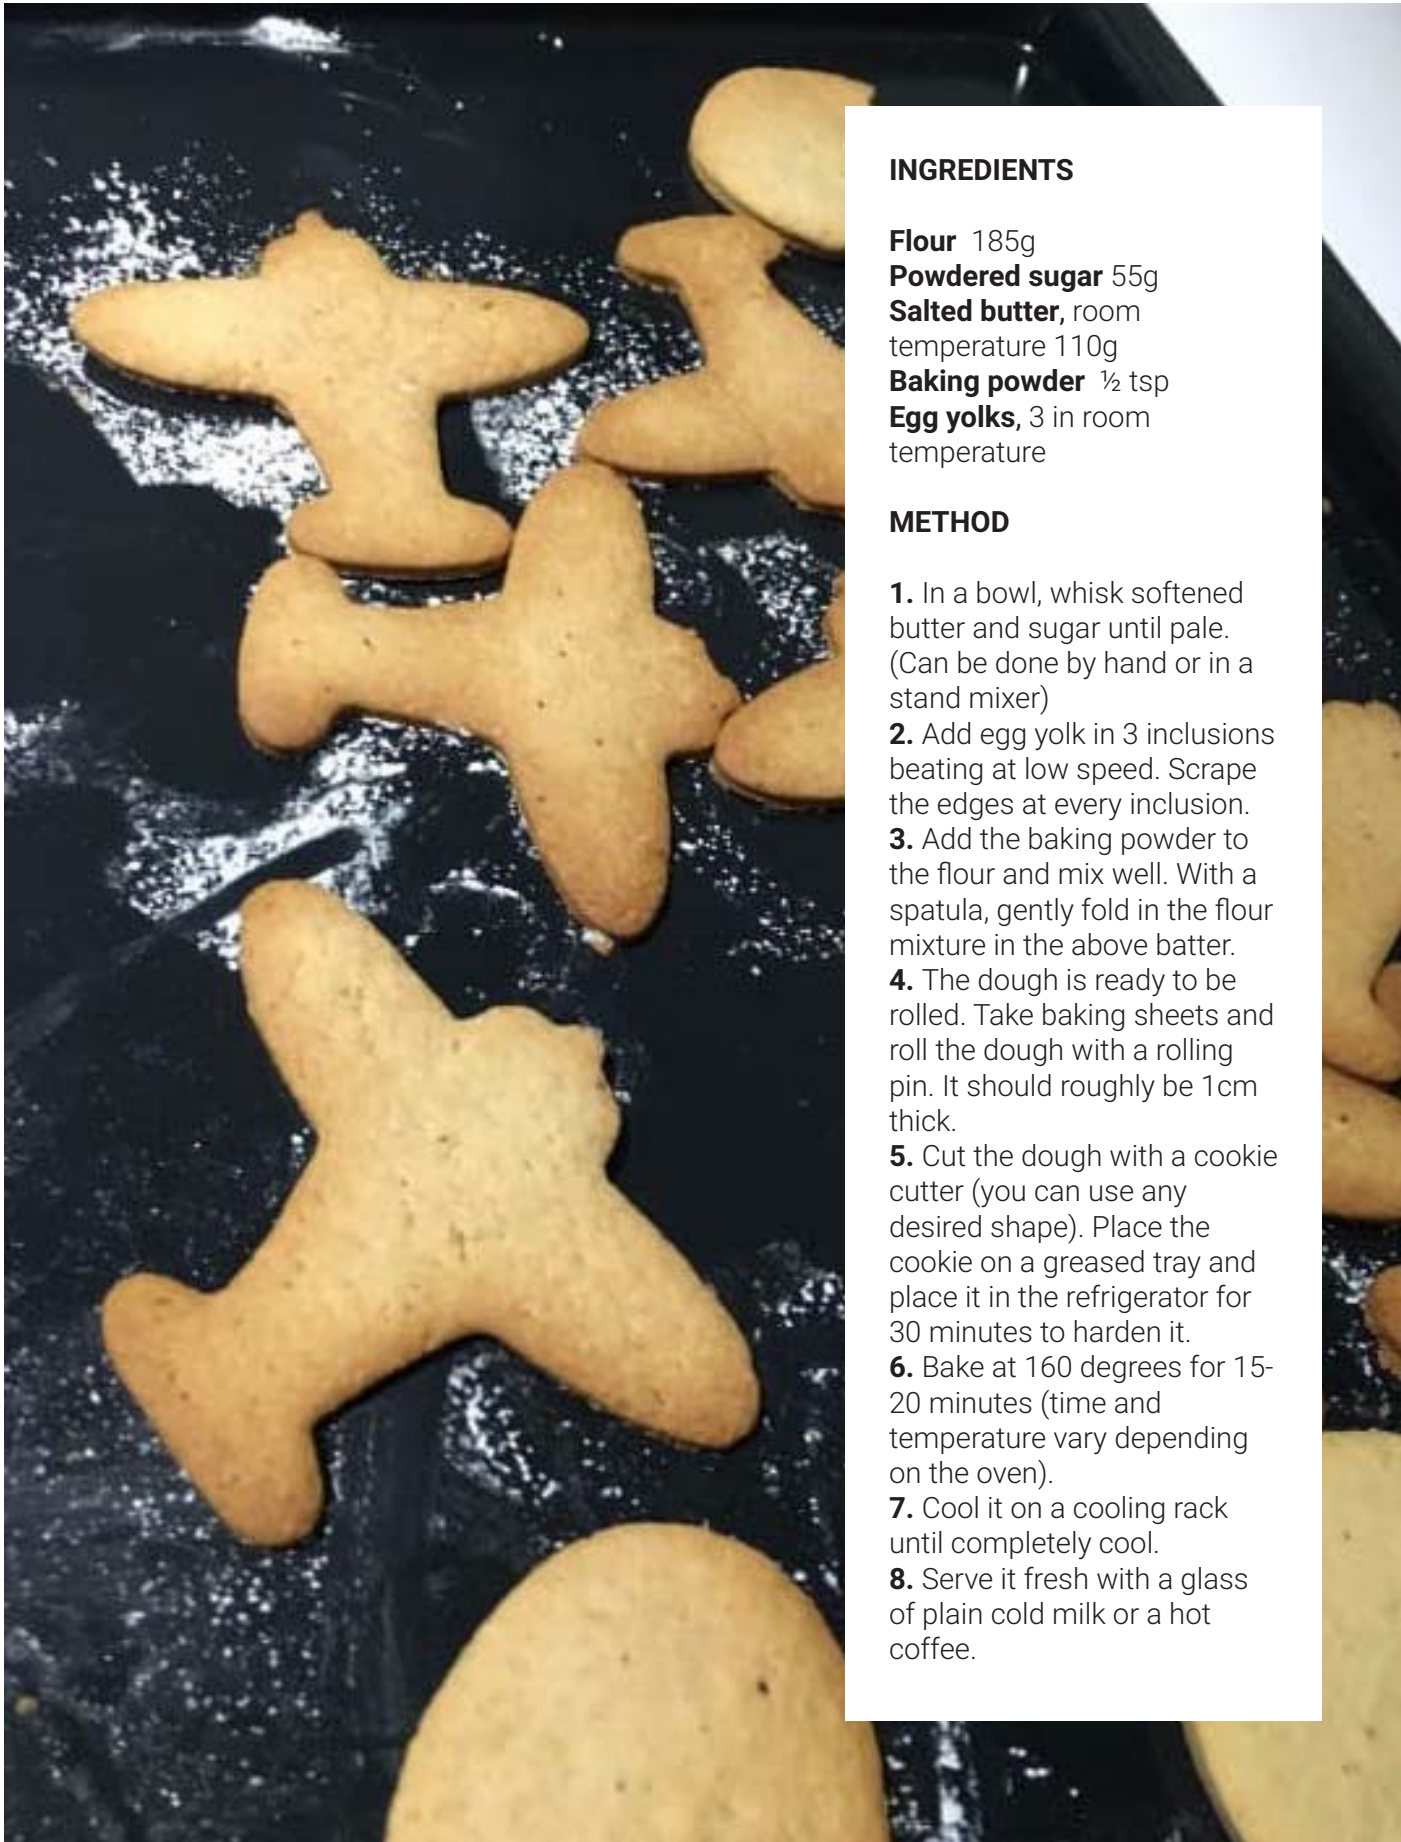 INGREDIENTS
Flour 185g
Powdered sugar 55g
Salted butter, room
temperature 110g
Baking powder ½ tsp
Egg yolks, 3 in room
temperature
METHOD
1. In a bowl, whisk softened
butter and sugar until pale.
(Can be done by hand or in a
stand mixer)
2. Add egg yolk in 3 inclusions
beating at low speed. Scrape
the edges at every inclusion.
3. Add the baking powder to
the flour and mix well. With a
spatula, gently fold in the flour
mixture in the above batter.
4. The dough is ready to be
rolled. Take baking sheets and
roll the dough with a rolling
pin. It should roughly be 1cm
thick.
5. Cut the dough with a cookie
cutter (you can use any
desired shape). Place the
cookie on a greased tray and
place it in the refrigerator for
30 minutes to harden it.
6. Bake at 160 degrees for 15-
20 minutes (time and
temperature vary depending
on the oven).
7. Cool it on a cooling rack
until completely cool.
8. Serve it fresh with a glass
of plain cold milk or a hot
coffee.